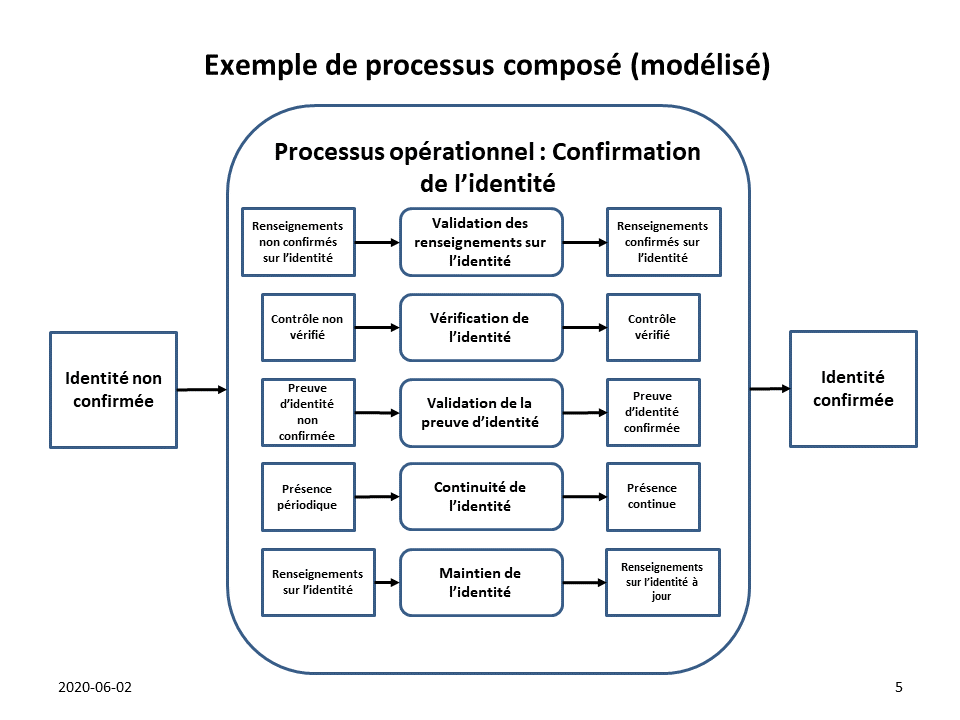 Exemple de processus composé (modélisé)
Processus opérationnel : Confirmation
de l’identité
Renseignements
non confirmés
sur l’identité
Validation des
renseignements sur
l’identité
Renseignements
confirmés sur
l’identité
Contrôle non
vérifié
Vérification de
l’identité
Contrôle
vérifié
Identité non
confirmée
Preuve
d’identité
non
confirmée
Validation de la
preuve d’identité
Preuve
d’identité
confirmée
Identité
confirmée
Présence
périodique
Continuité de
l’identité
Présence
continue
Renseignements
sur l’identité
Maintien de
l’identité
Renseignements
sur l’identité à
jour
2020-06-02
5